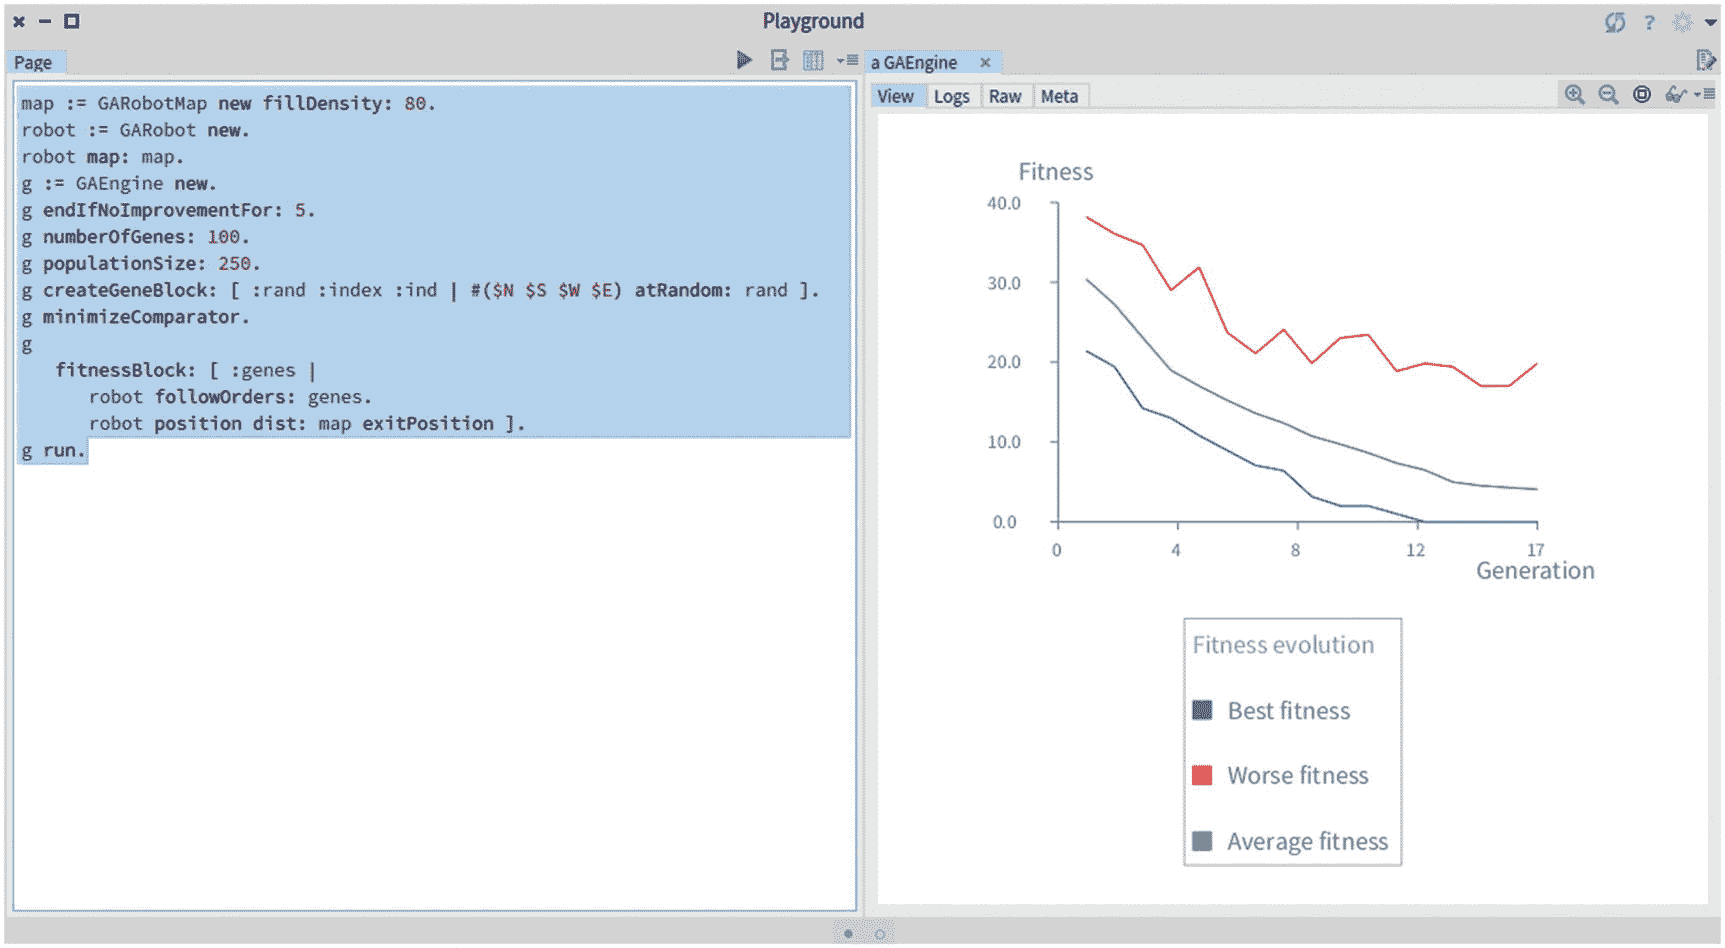 Playground
?
Page
map := GARobotMap new fillDensity: 80.
robot := GARobot new.
robot map: map.
g := GAEngine new.
g endIfNoImprovementFor: 5.
g numberOfGenes: 100.
g populationSize: 250.
g createGeneBlock: [ :rand :index :ind | #($N $S $W $E) atRandom: rand ].
g minimizeComparator.
g
fitnessBlock: [ :genes |
robot followOrders: genes.
robot position dist: map exitPosition ].
g run.
a GAEngine
View Logs Raw Meta
Fitness
40.0
30.0
20.0
10.0
0.0
0 4 8 12 17
Generation
Fitness evolution
Best fitness
Worse fitness
Average fitness